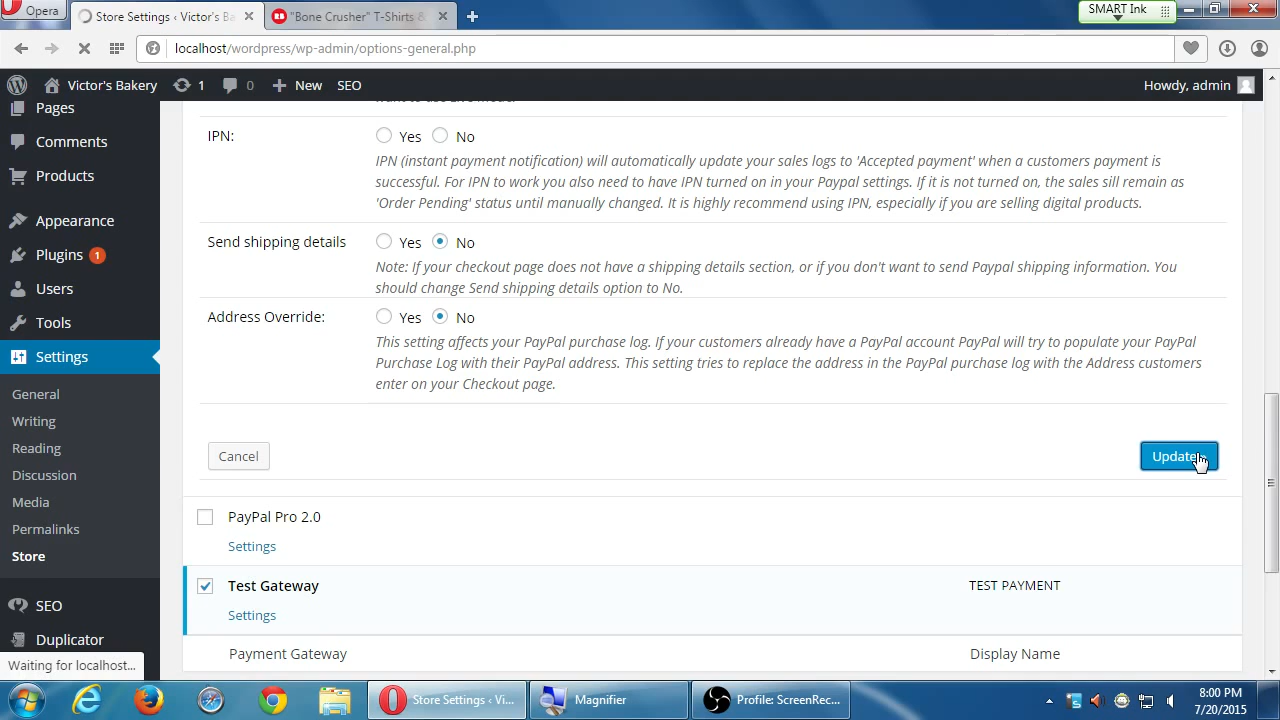 Opera
Store Settings ‹ Victor's Ba
"Bone Crusher" T-Shirts &
SMART Ink
localhost/wordpress/wp-admin/options-general.php
Victor's Bakery
1
0
New
SEO
Howdy, admin
Pages
Comments
Products
Appearance
Plugins 1
Users
Tools
Settings
General
Writing
Reading
Discussion
Media
Permalinks
Store
SEO
Duplicator
IPN:
Yes No
IPN (instant payment notification) will automatically update your sales logs to 'Accepted payment' when a customers payment is
successful. For IPN to work you also need to have IPN turned on in your Paypal settings. If it is not turned on, the sales sill remain as
'Order Pending' status until manually changed. It is highly recommend using IPN, especially if you are selling digital products.
Send shipping details
Yes No
Note: If your checkout page does not have a shipping details section, or if you don't want to send Paypal shipping information. You
should change Send shipping details option to No.
Address Override:
Yes No
This setting affects your PayPal purchase log. If your customers already have a PayPal account PayPal will try to populate your PayPal
Purchase Log with their PayPal address. This setting tries to replace the address in the PayPal purchase log with the Address customers
enter on your Checkout page.
Cancel
Update
PayPal Pro 2.0
Settings
Test Gateway
TEST PAYMENT
Settings
Payment Gateway
Display Name
Waiting for localhost...
Store Settings ‹ Vi...
Magnifier
Profile: ScreenRec...
8:00 PM
7/20/2015